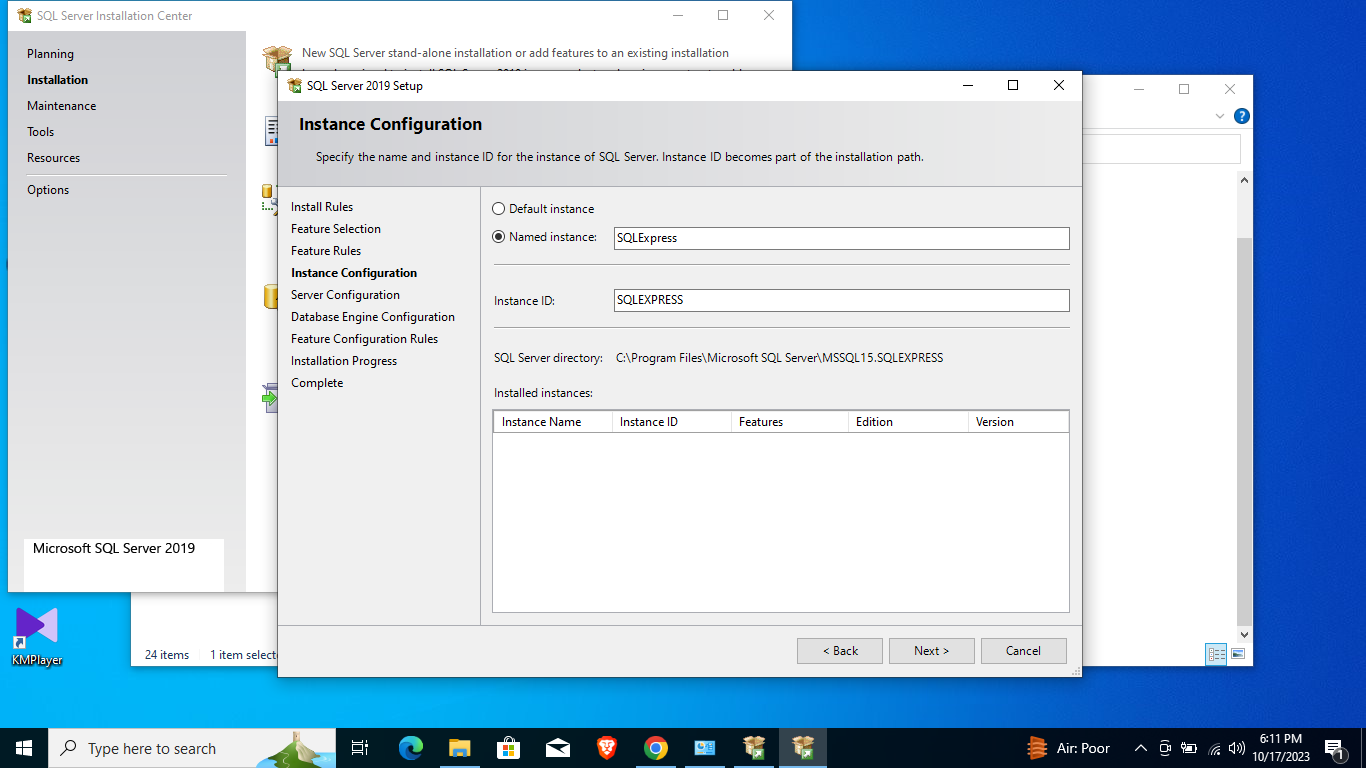 SQL Server Installation Center
Planning
Installation
Maintenance
Tools
Resources
Options
New SQL Server stand-alone installation or add features to an existing installation
Microsoft SQL Server 2019
SQL Server 2019 Setup
Instance Configuration
Specify the name and instance ID for the instance of SQL Server. Instance ID becomes part of the installation path.
Install Rules
Feature Selection
Feature Rules
Instance Configuration
Server Configuration
Database Engine Configuration
Feature Configuration Rules
Installation Progress
Complete
Default instance
Named instance: SQLExpress
Instance ID: SQLEXPRESS
SQL Server directory: C:\Program Files\Microsoft SQL Server\MSSQL15.SQLEXPRESS
Installed instances:
Instance Name Instance ID Features Edition Version
< Back Next > Cancel
24 items 1 item select
KMPlayer
Type here to search
Air: Poor
6:11 PM
10/17/2023
1